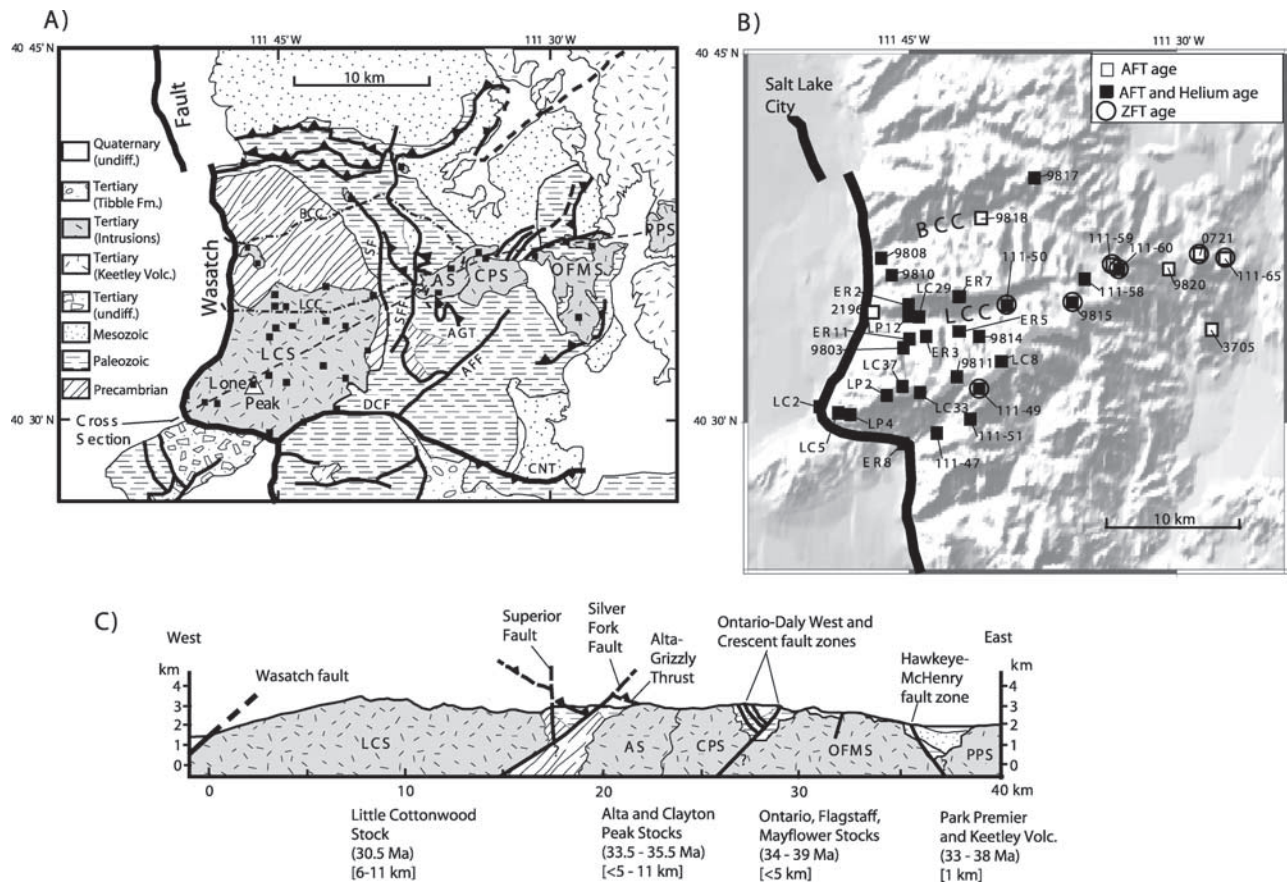 A)
111 45'W
111 30'W
40 45'N
10 km
Fault
Wasatch
Quaternary
(undiff.)
Tertiary
(Tibble Fm.)
Tertiary
(Intrusions)
Tertiary
(Keetley Volc.)
Tertiary
(undiff.)
Mesozoic
Paleozoic
Precambrian
BCC
SF
PPS
OFMS
AS
CPS
LCC
SFF
AGT
LCS
AFF
Lone
Peak
DCF
40 30'N
Cross
Section
CNT
B)
111 45'W
111 30'W
40 45'N
AFT age
AFT and Helium age
ZFT age
Salt Lake
City
9817
BCC
9818
9808
111-59
111-60
0721
111-50
9810
LC29
ER7
111-65
ER2
9820
LCC
111-58
2196
9815
LP12
ER5
ER11
9814
3705
9803
ER3
9811
LC8
LC37
LP2
LC2
LC33
111-49
40 30'N
LP4
LC5
111-51
ER8
111-47
10 km
C)
West
East
km
km
Wasatch fault
Superior
Fault
Silver
Fork
Fault
Alta-
Grizzly
Thrust
Ontario-Daly West and
Crescent fault zones
Hawkeye-
McHenry
fault zone
4
3
2
1
0
4
3
2
1
0
LCS
AS
CPS
OFMS
PPS
?
?
0
10
20
30
40 km
Little Cottonwood
Stock
(30.5 Ma)
[6-11 km]
Alta and Clayton
Peak Stocks
(33.5 - 35.5 Ma)
[<5 - 11 km]
Ontario, Flagstaff,
Mayflower Stocks
(34 - 39 Ma)
[<5 km]
Park Premier
and Keetley Volc.
(33 - 38 Ma)
[1 km]